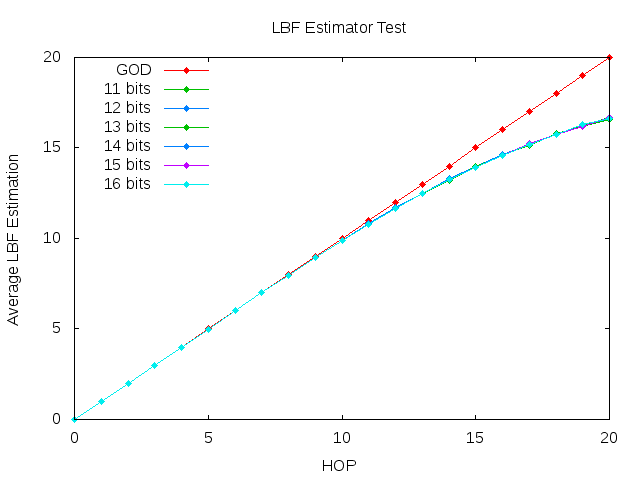 LBF Estimator Test
20
15
10
5
0
Average LBF Estimation
GOD
11 bits
12 bits
13 bits
14 bits
15 bits
16 bits
0 5 10 15 20
HOP